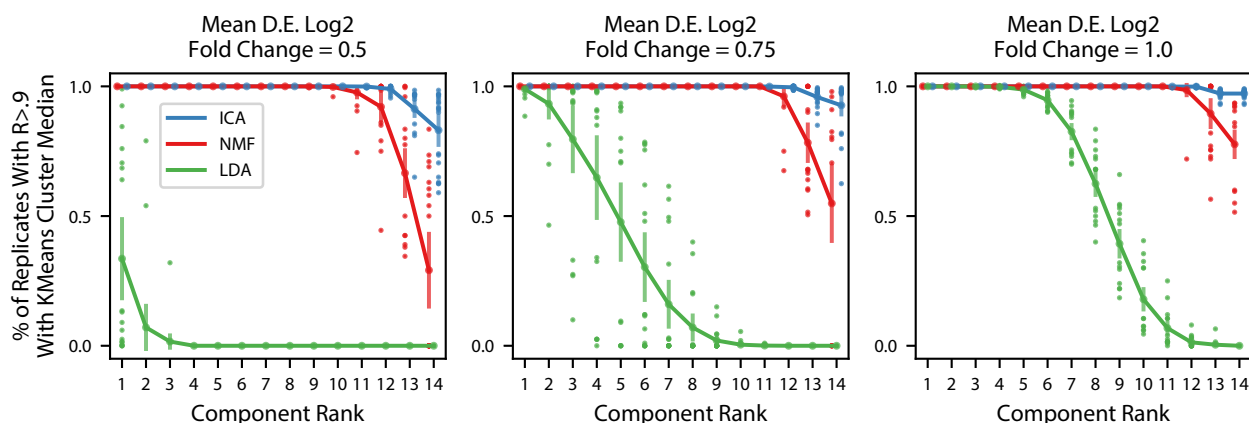 Mean D.E. Log2
Fold Change = 0.5
Mean D.E. Log2
Fold Change = 0.75
Mean D.E. Log2
Fold Change = 1.0
% of Replicates With R>.9
With KMeans Cluster Median
1.0
0.5
0.0
ICA
NMF
LDA
1 2 3 4 5 6 7 8 9 10 11 12 13 14
Component Rank
1.0
0.5
0.0
1 2 3 4 5 6 7 8 9 10 11 12 13 14
Component Rank
1.0
0.5
0.0
1 2 3 4 5 6 7 8 9 10 11 12 13 14
Component Rank